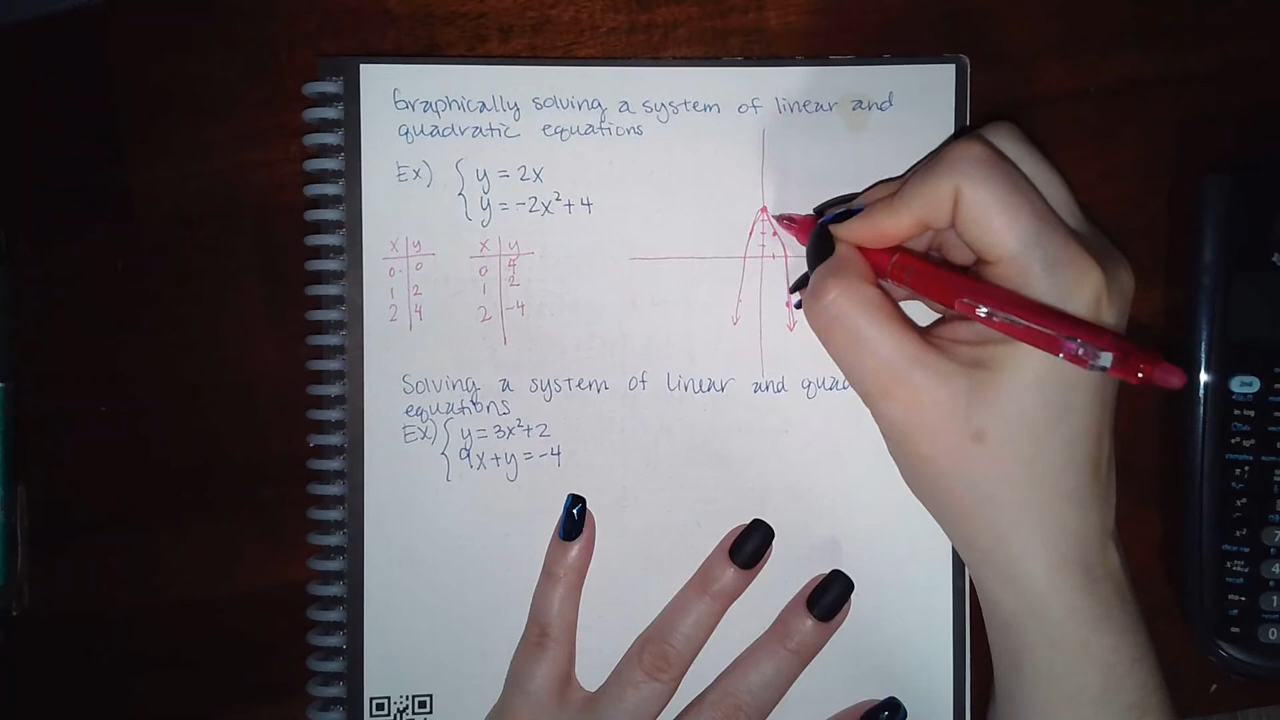 Graphically solving a system of linear and
quadratic equations
Ex) { y = 2x
y = -2x²+4
x y
0 0
1 2
2 4
x y
0 4
1 2
2 -4
Solving a system of linear and
equations
Ex) { y = 3x²+2
9x+y = -4
2nd